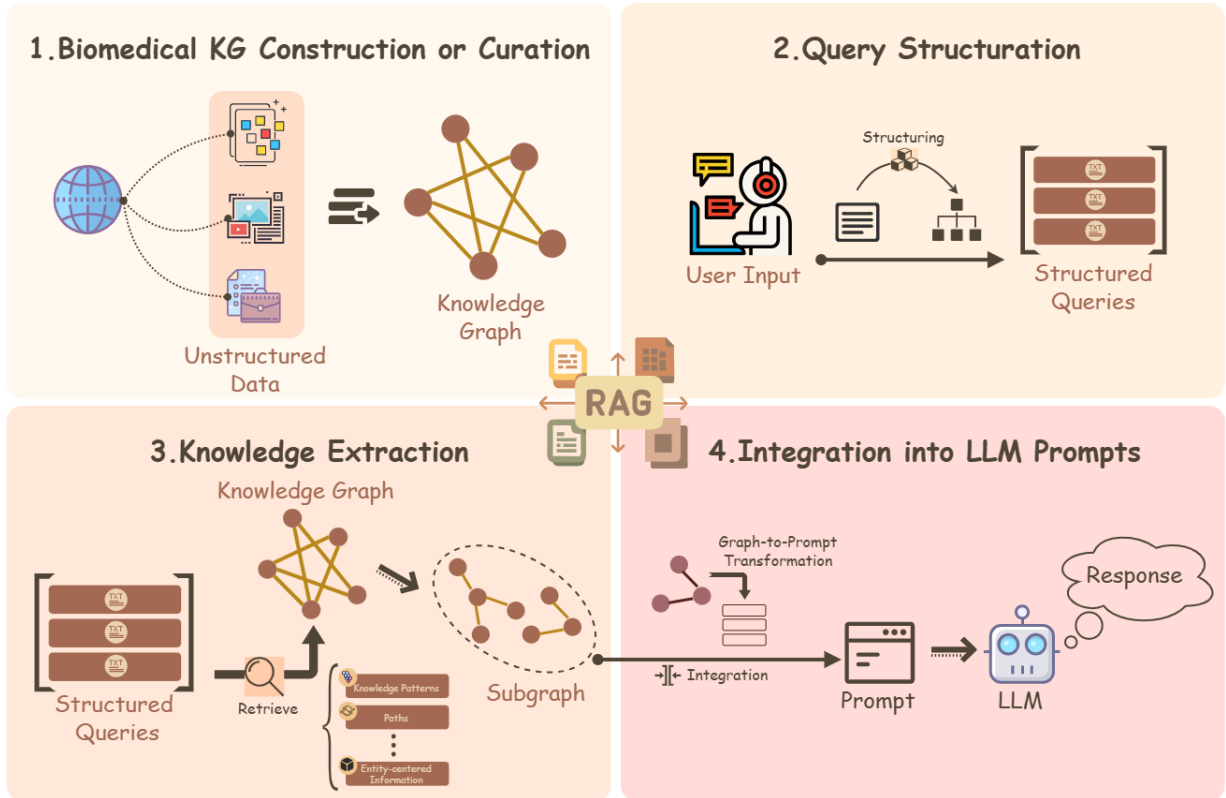 1.Biomedical KG Construction or Curation
Unstructured
Data
Knowledge
Graph
2.Query Structuration
Structuring
User Input
TXT
TXT
TXT
Structured
Queries
RAG
3.Knowledge Extraction
Knowledge Graph
TXT
TXT
TXT
Structured
Queries
Retrieve
Knowledge Patterns
Paths
Entity-centered
Information
Subgraph
4.Integration into LLM Prompts
Graph-to-Prompt
Transformation
Integration
Prompt
LLM
Response